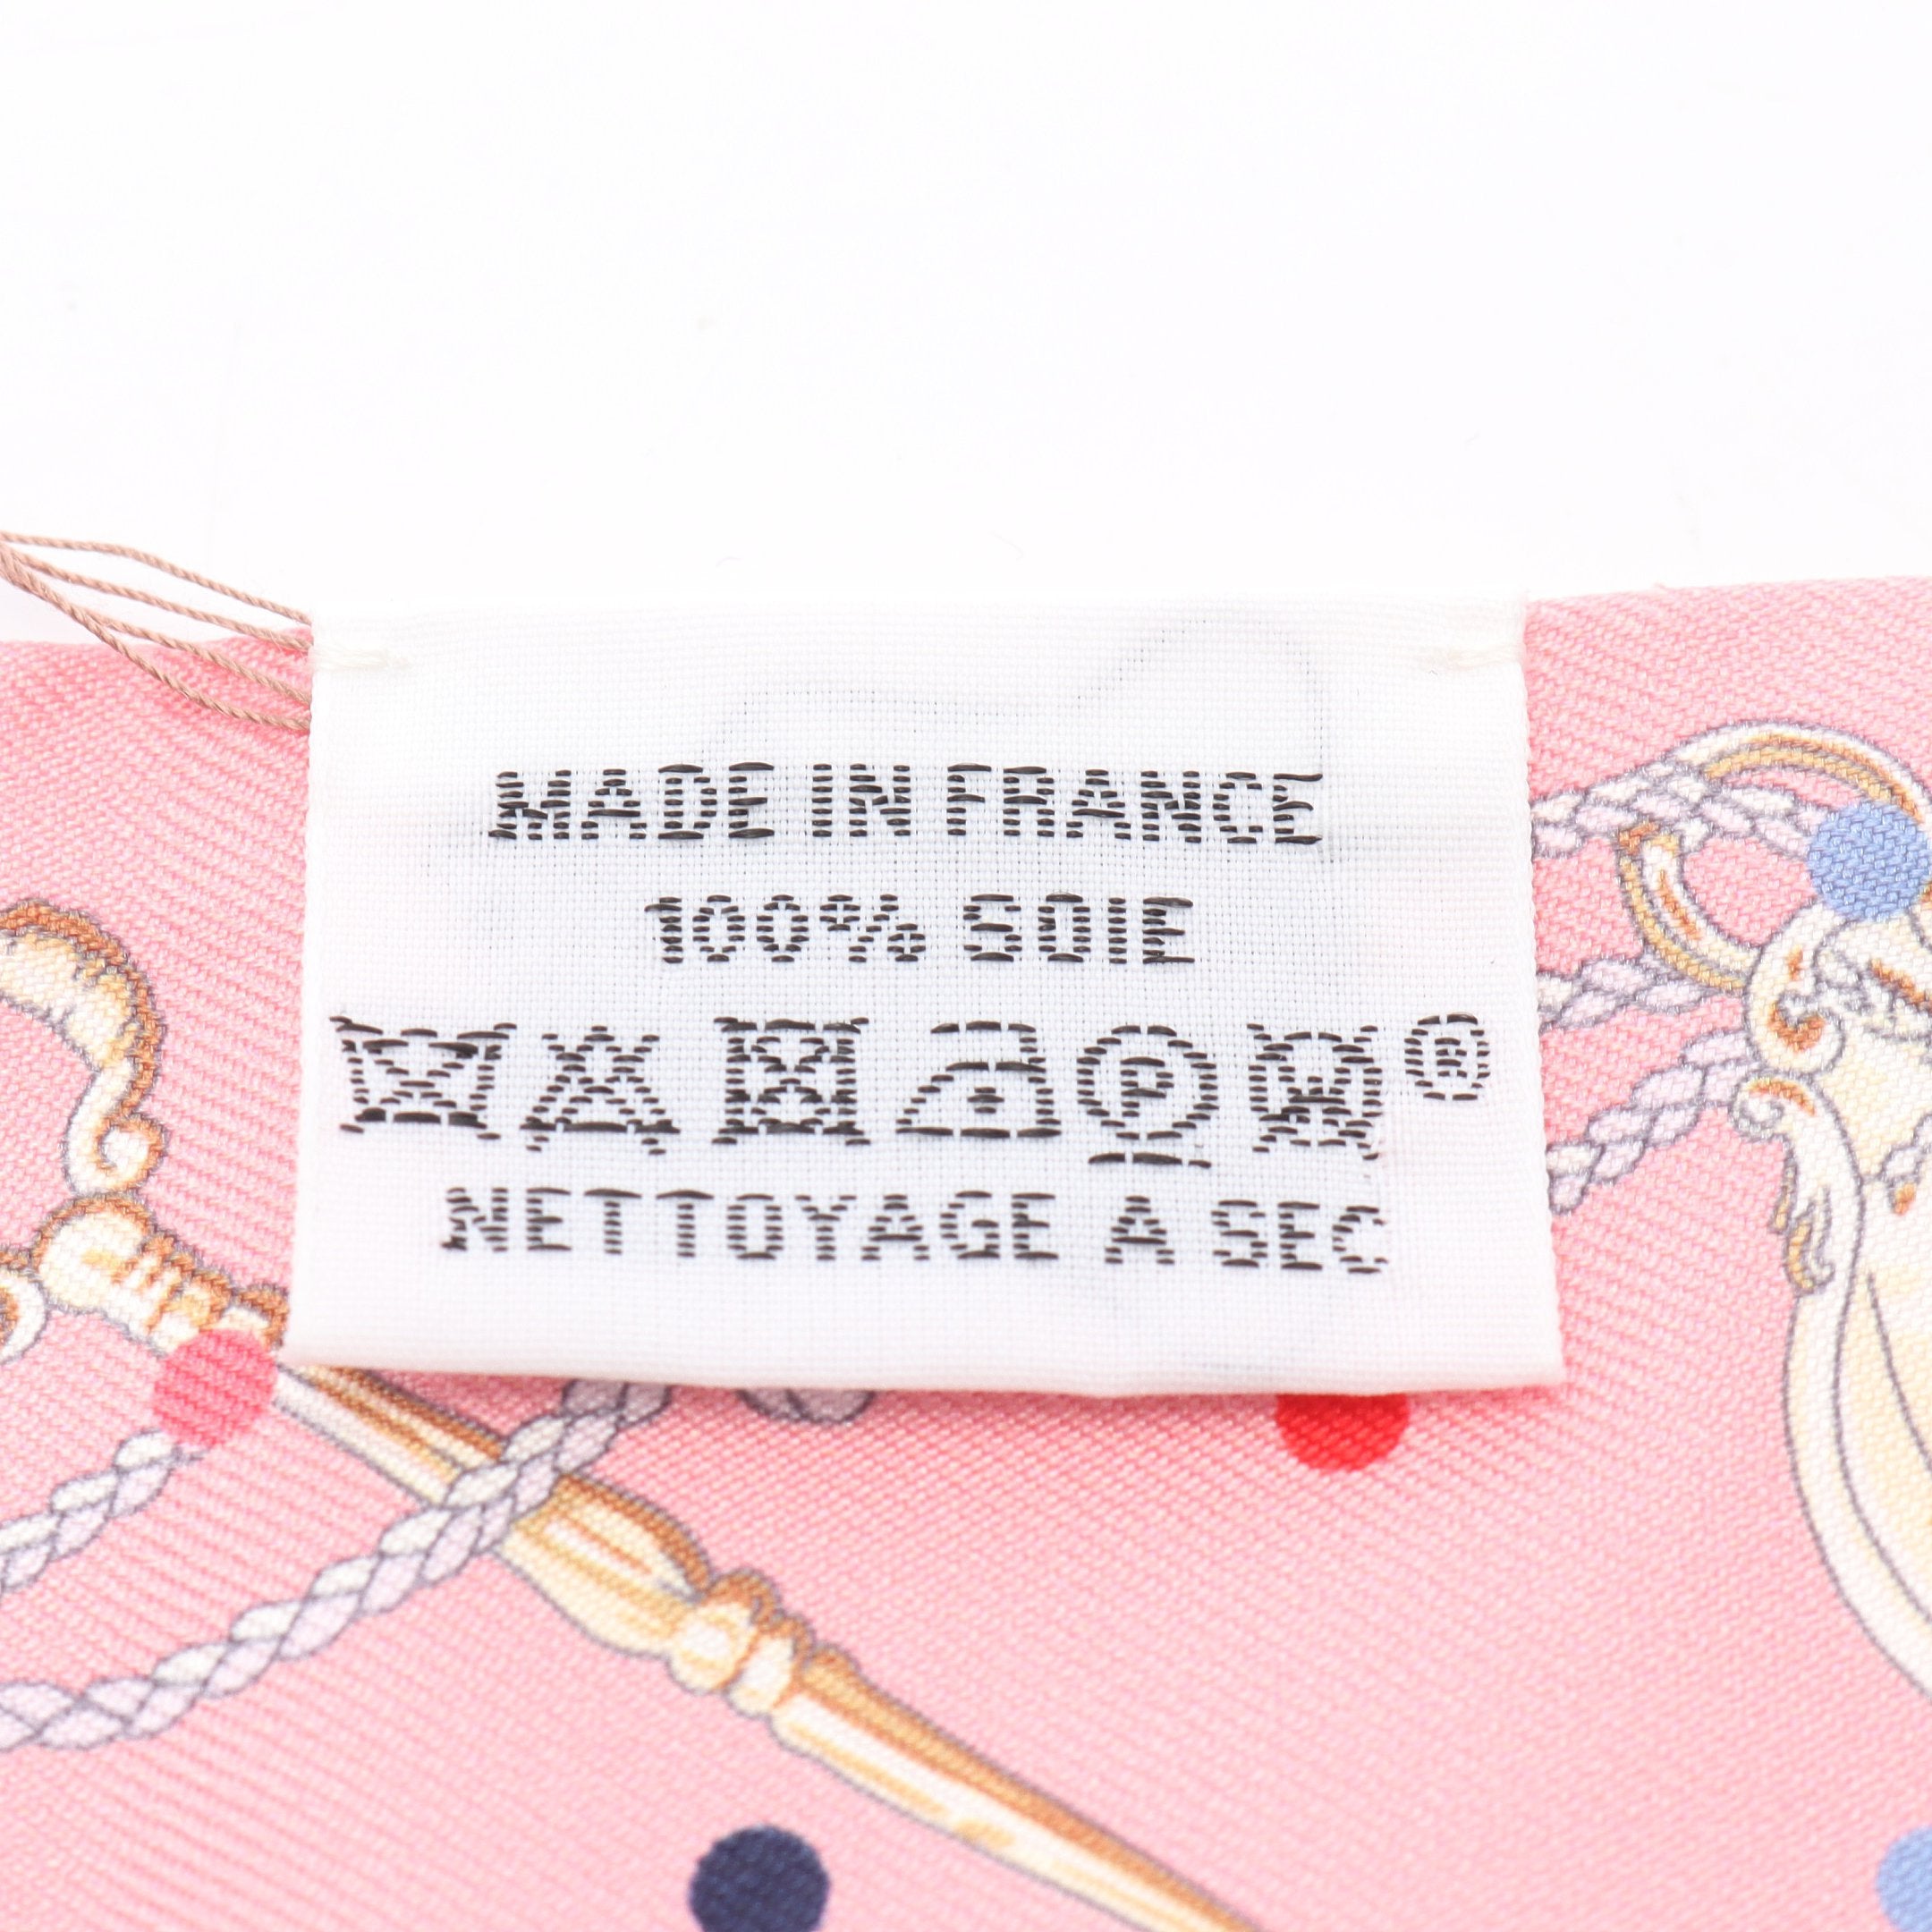 MADE IN FRANCE
100% SOIE
P ®
NETTOYAGE A SEC